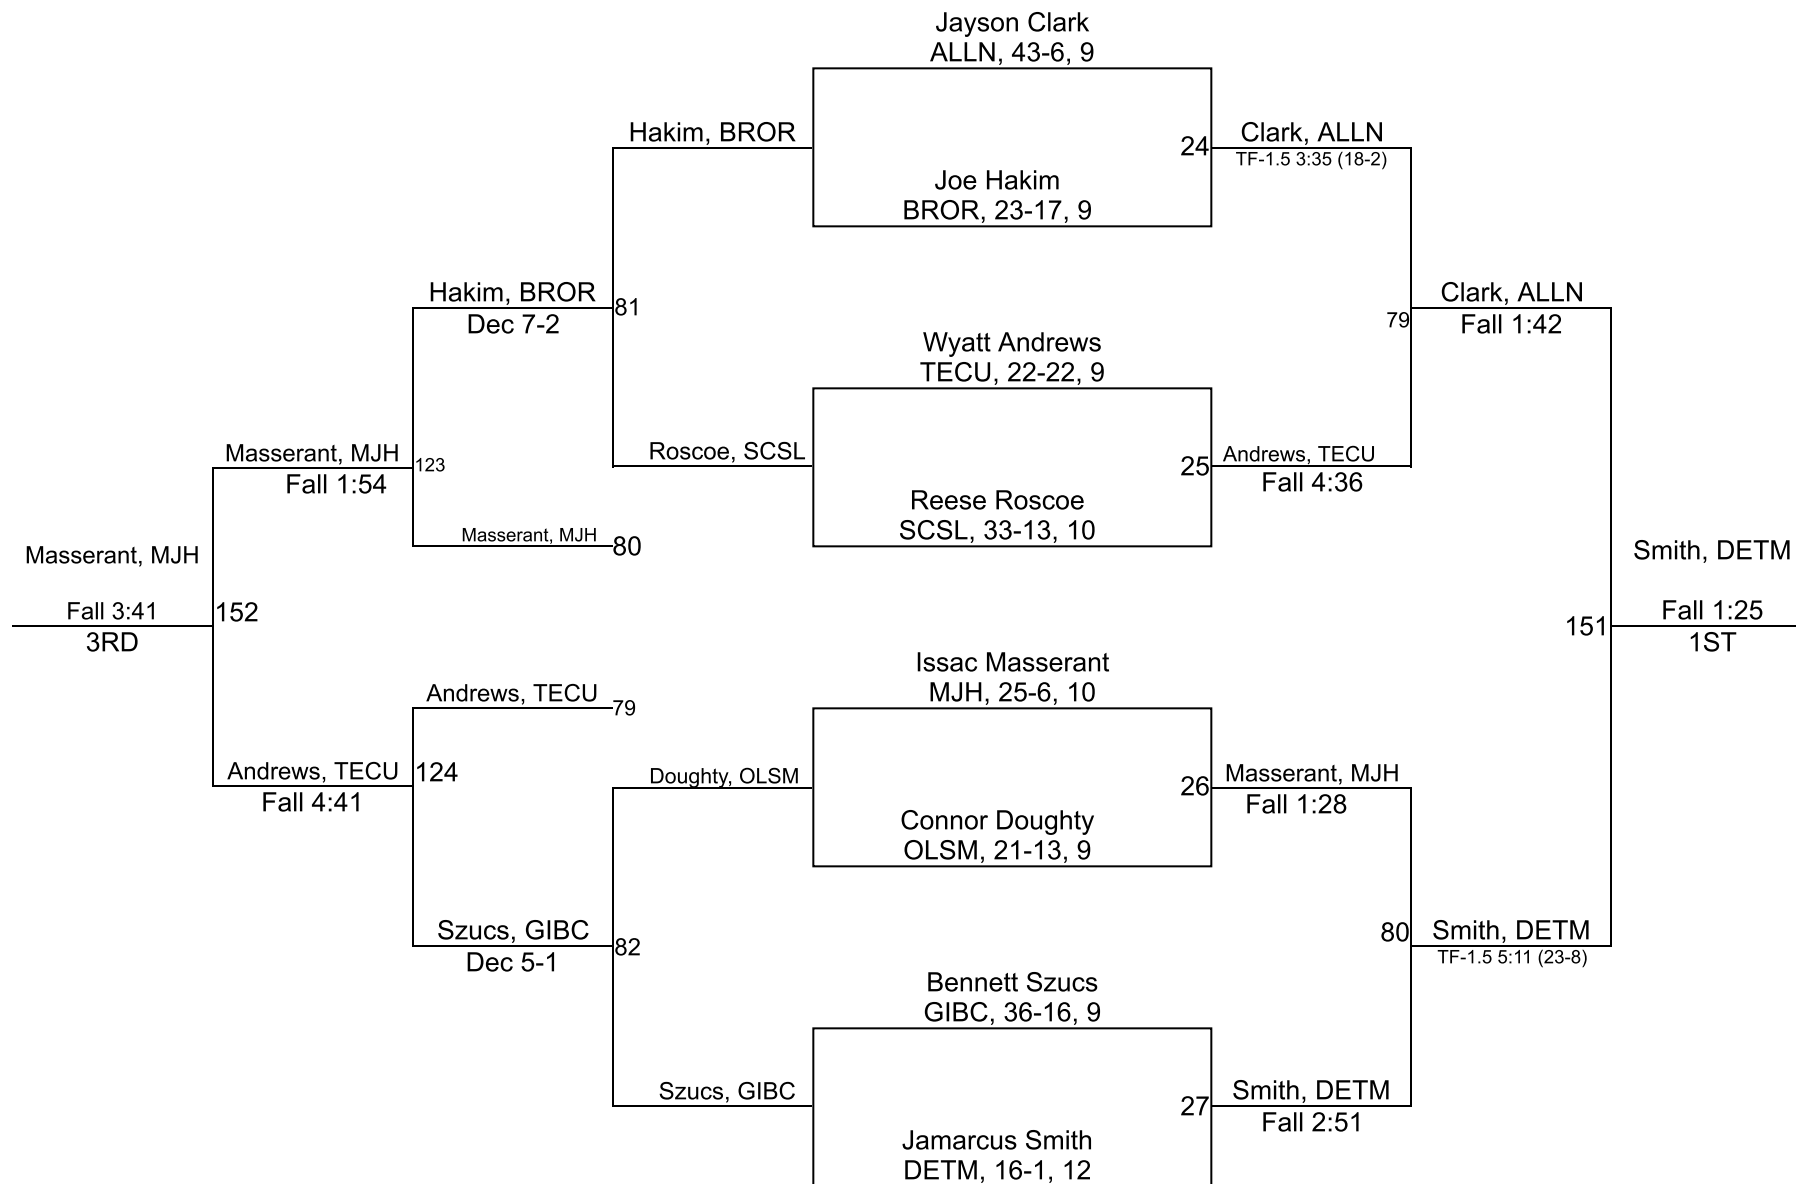 Jayson Clark
ALLN, 43-6, 9
Hakim, BROR
24
Clark, ALLN
TF-1.5 3:35 (18-2)
Joe Hakim
BROR, 23-17, 9
Hakim, BROR
Dec 7-2
81
79
Clark, ALLN
Fall 1:42
Wyatt Andrews
TECU, 22-22, 9
Roscoe, SCSL
25
Andrews, TECU
Fall 4:36
Masserant, MJH
Fall 1:54
123
Reese Roscoe
SCSL, 33-13, 10
Masserant, MJH
80
Masserant, MJH
Fall 3:41
3RD
152
Smith, DETM
151
Fall 1:25
1ST
Issac Masserant
MJH, 25-6, 10
Andrews, TECU
79
Andrews, TECU
Fall 4:41
124
Doughty, OLSM
26
Masserant, MJH
Fall 1:28
Connor Doughty
OLSM, 21-13, 9
Szucs, GIBC
Dec 5-1
82
80
Smith, DETM
TF-1.5 5:11 (23-8)
Bennett Szucs
GIBC, 36-16, 9
Szucs, GIBC
27
Smith, DETM
Fall 2:51
Jamarcus Smith
DETM, 16-1, 12